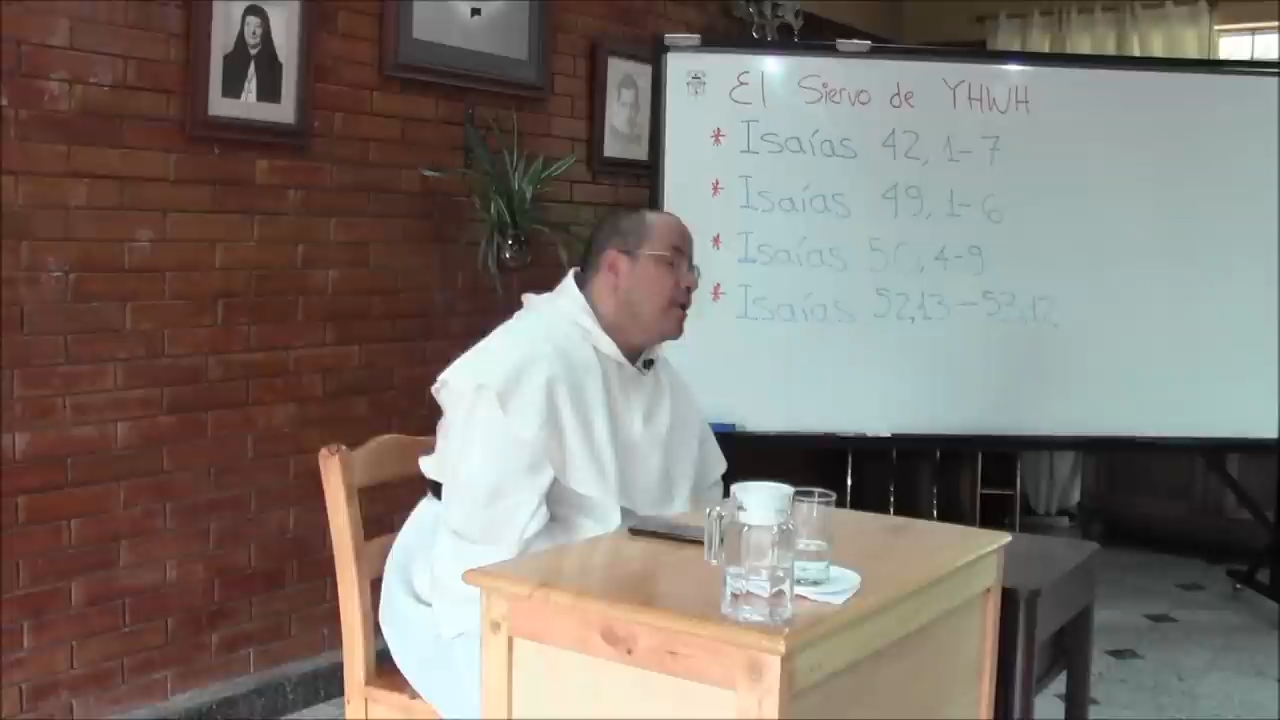 El Siervo de YHWH
* Isaías 42, 1-7
* Isaías 49, 1-6
* Isaías 50, 4-9
* Isaías 52,13-53,12